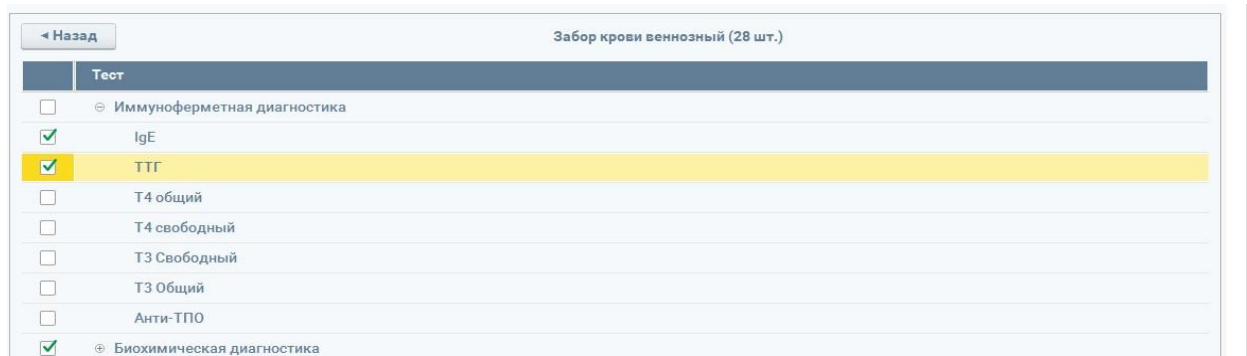 Назад
Забор крови веннозный (28 шт.)
Тест
Иммуноферметная диагностика
IgE
ТТГ
Т4 общий
Т4 свободный
Т3 Свободный
Т3 Общий
Анти-ТПО
Биохимическая диагностика